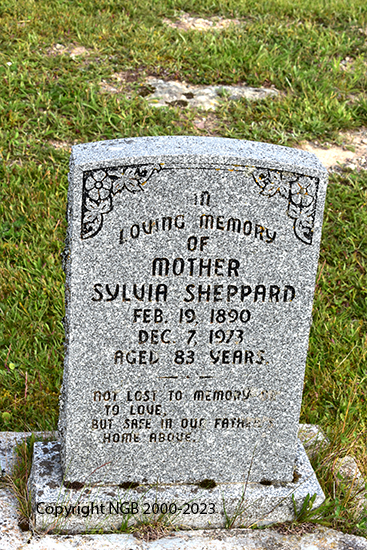 IN
LOVING MEMORY
OF
MOTHER
SYLVIA SHEPPARD
FEB. 19, 1890
DEC. 7, 1973
AGED 83 YEARS.
NOT LOST TO MEMORY
TO LOVE,
BUT SAFE IN OUR FATHER'S
HOME ABOVE.
Copyright NGB 2000-2023